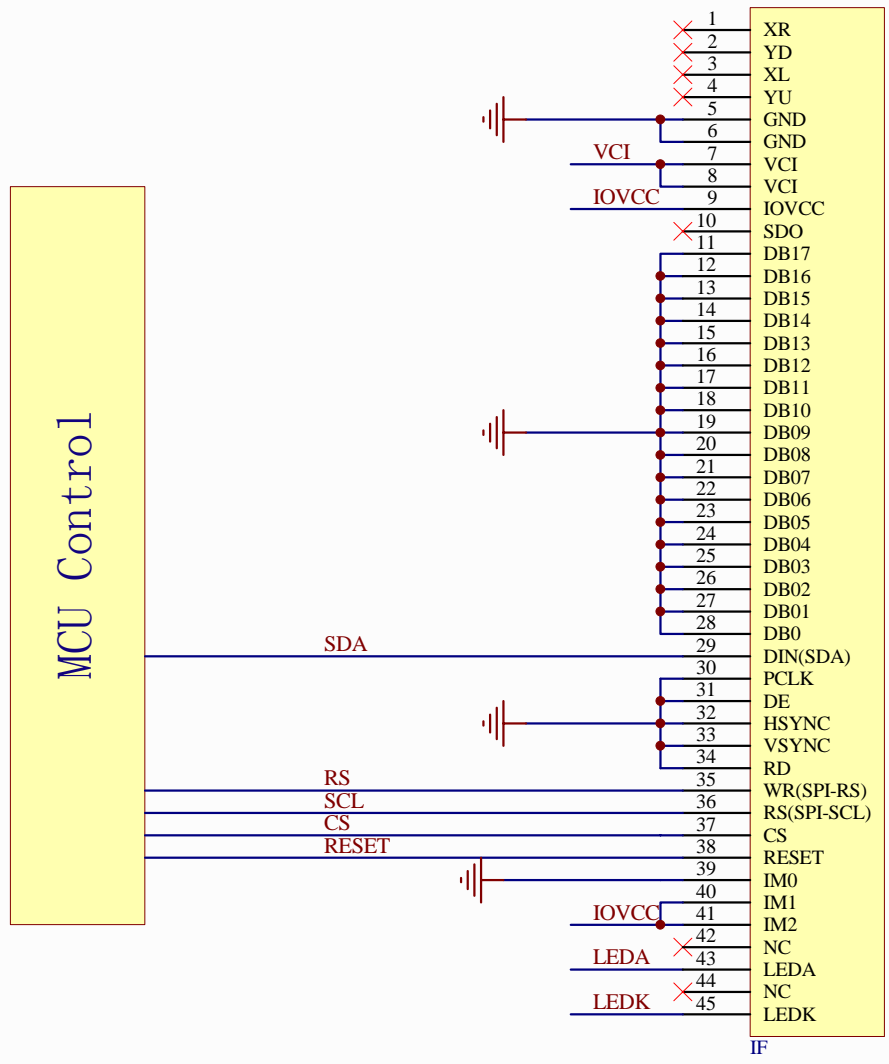 1 XR
2 YD
3 XL
4 YU
5 GND
6 GND
VCI 7 VCI
8 VCI
IOVCC 9 IOVCC
10 SDO
11 DB17
12 DB16
13 DB15
14 DB14
15 DB13
16 DB12
17 DB11
18 DB10
19 DB09
20 DB08
21 DB07
22 DB06
23 DB05
24 DB04
25 DB03
26 DB02
27 DB01
28 DB0
MCU Control
SDA 29 DIN(SDA)
30 PCLK
31 DE
32 HSYNC
33 VSYNC
34 RD
RS 35 WR(SPI-RS)
SCL 36 RS(SPI-SCL)
CS 37 CS
RESET 38 RESET
39 IM0
40 IM1
IOVCC 41 IM2
42 NC
LEDA 43 LEDA
44 NC
LEDK 45 LEDK
IF